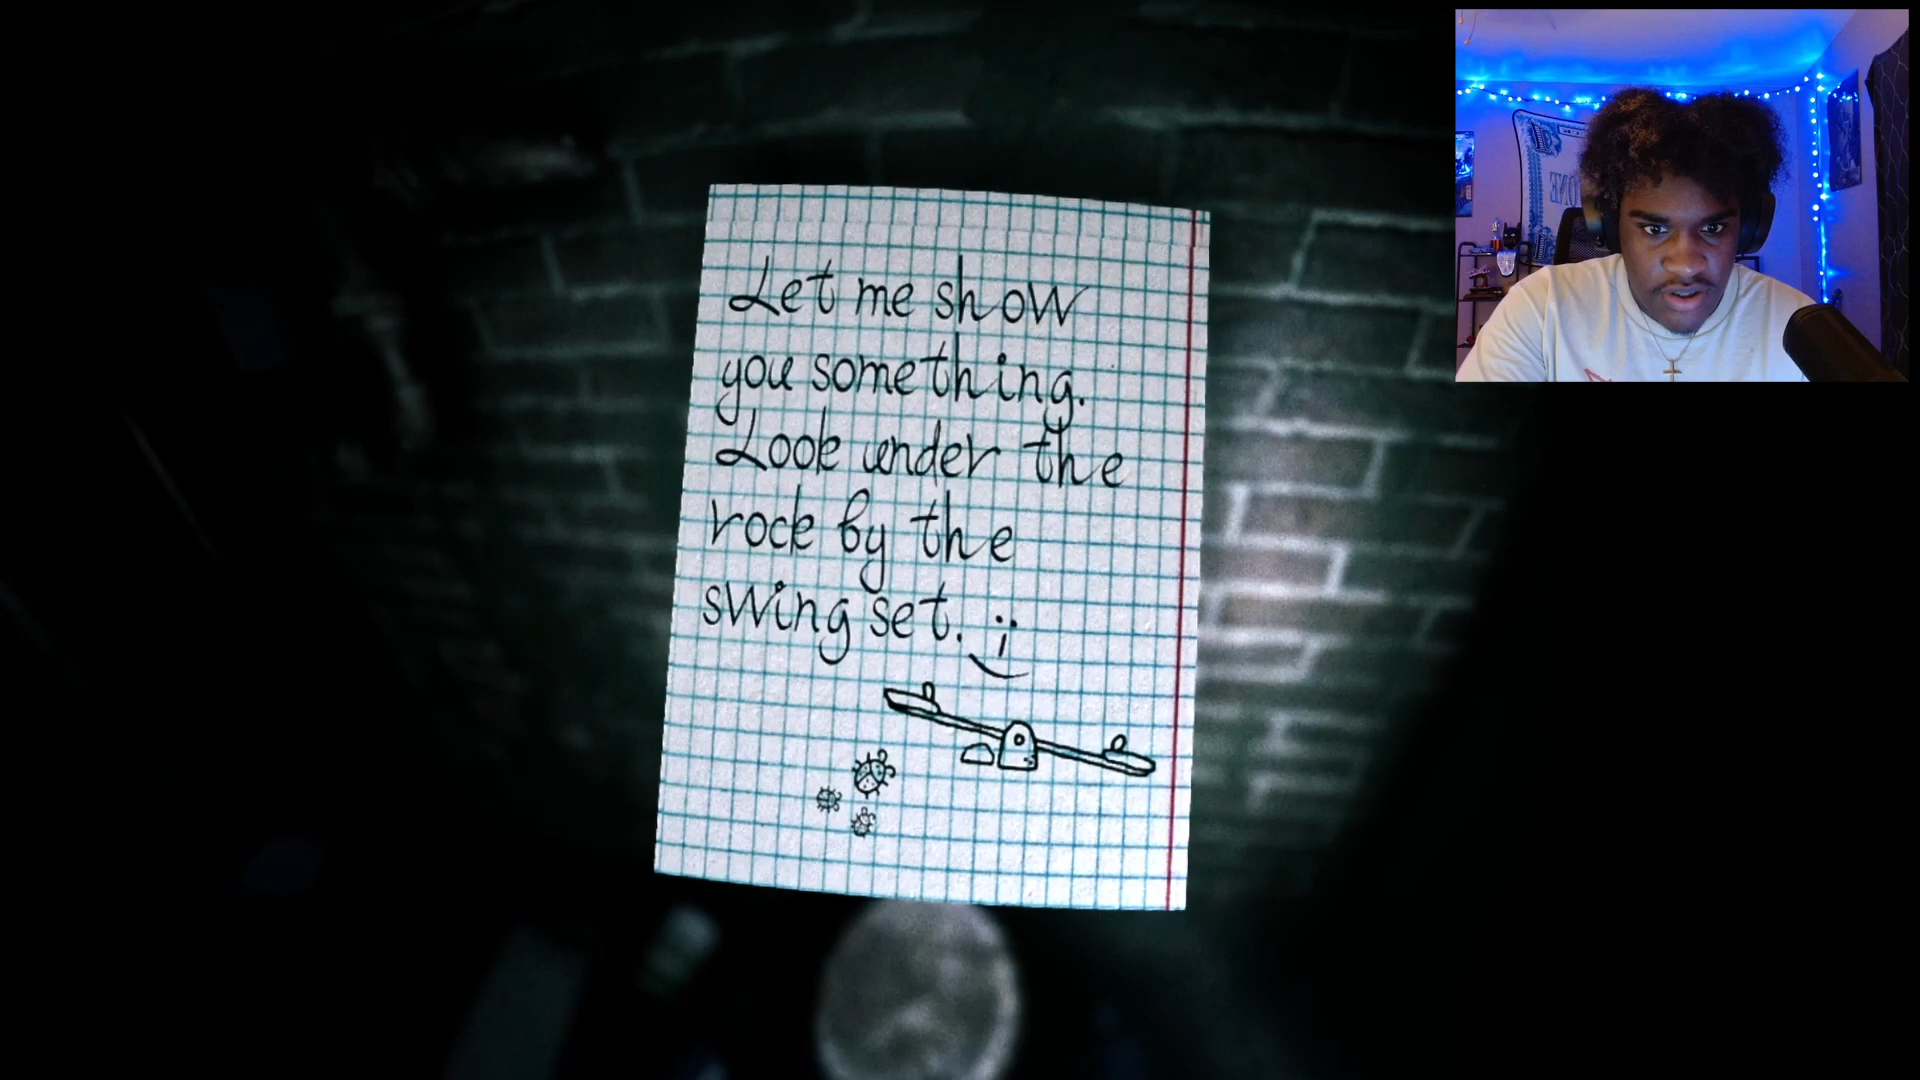 Let me show
you something.
Look under the
rock by the
swing set.